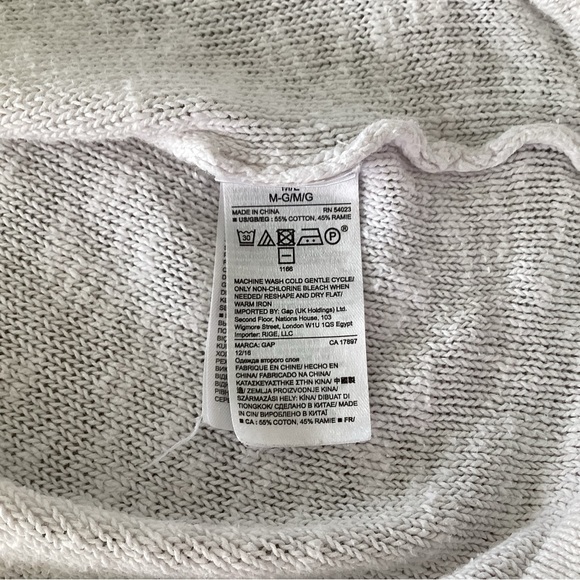 M/L
M-G/M/G
MADE IN CHINA RN 54023
■ US/GB/EG: 55% COTTON, 45% RAMIE
30 P ®
1166
MACHINE WASH COLD GENTLE CYCLE/
ONLY NON-CHLORINE BLEACH WHEN
NEEDED/ RESHAPE AND DRY FLAT/
WARM IRON
IMPORTED BY: Gap (UK Holdings) Ltd.
Second Floor, Nations House, 103
Wigmore Street, London W1U 1QS Egypt
Importer: RIGE, LLC
MARCA: GAP CA 17897
12/16
Одежда второго слоя
FABRIQUÉ EN CHINE/ HECHO EN
CHINA/ FABRICADO NA CHINA/
ΚΑΤΑΣΚΕΥΑΣΤΗΚΕ ΣΤΗΝ ΚΙΝΑ/ 中國製
造/ ZEMLJA PROIZVODNJE KINA/
SZÁRMAZÁSI HELY: KÍNA/ DIBUAT DI
TIONGKOK/ СДЕЛАНО В КИТАЕ/ MADE
IN CIN/ ВИРОБЛЕНО В КИТАЇ
■ CA : 55% COTON, 45% RAMIE ■ FR/